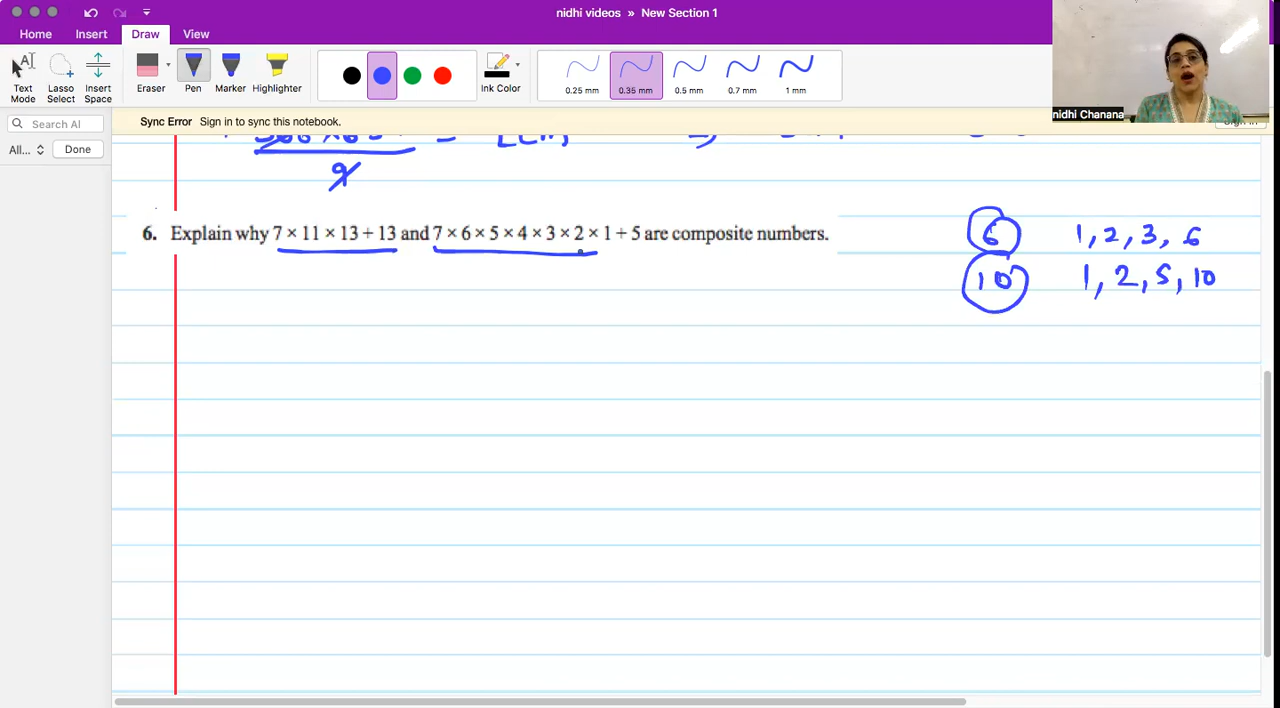 nidhi videos » New Section 1
Home Insert Draw View
Text Mode
Lasso Select
Insert Space
Eraser
Pen
Marker
Highlighter
Ink Color
0.25 mm
0.35 mm
0.5 mm
0.7 mm
1 mm
nidhi Chanana
Sync Error Sign in to sync this notebook.
Search Al
All... Done
9
6. Explain why 7 × 11 × 13 + 13 and 7 × 6 × 5 × 4 × 3 × 2 × 1 + 5 are composite numbers.
6 1, 2, 3, 6
10 1, 2, 5, 10